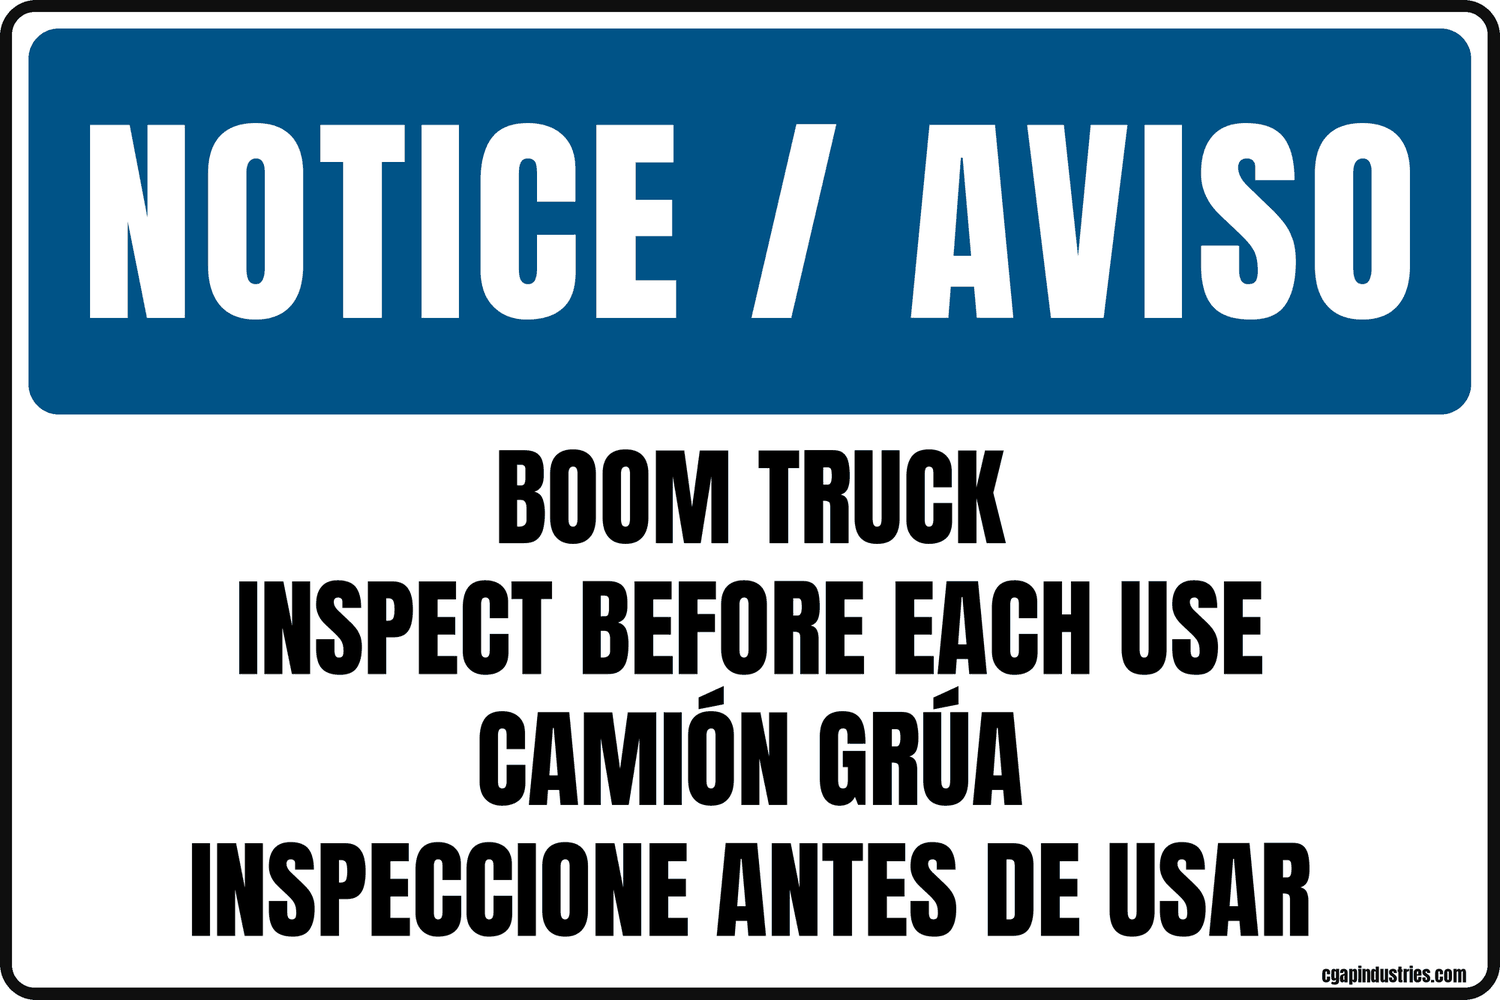 NOTICE / AVISO
BOOM TRUCK
INSPECT BEFORE EACH USE
CAMIÓN GRÚA
INSPECCIONE ANTES DE USAR
cgapindustries.com